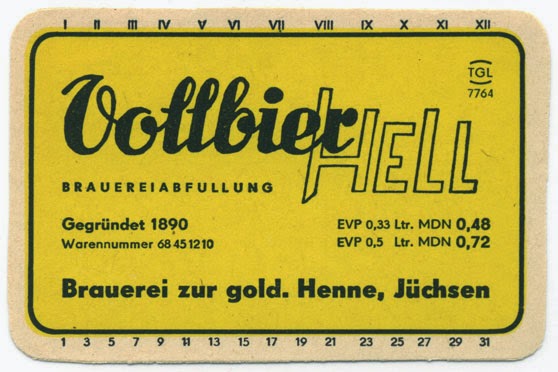 I II III IV V VI VII VIII IX X XI XII
TGL
7764
Vollbier HELL
BRAUEREIABFULLUNG
Gegründet 1890
Warennummer 68 45 12 10
EVP 0,33 Ltr. MDN 0,48
EVP 0,5 Ltr. MDN 0,72
Brauerei zur gold. Henne, Jüchsen
1 3 5 7 9 11 13 15 17 19 21 23 25 27 29 31